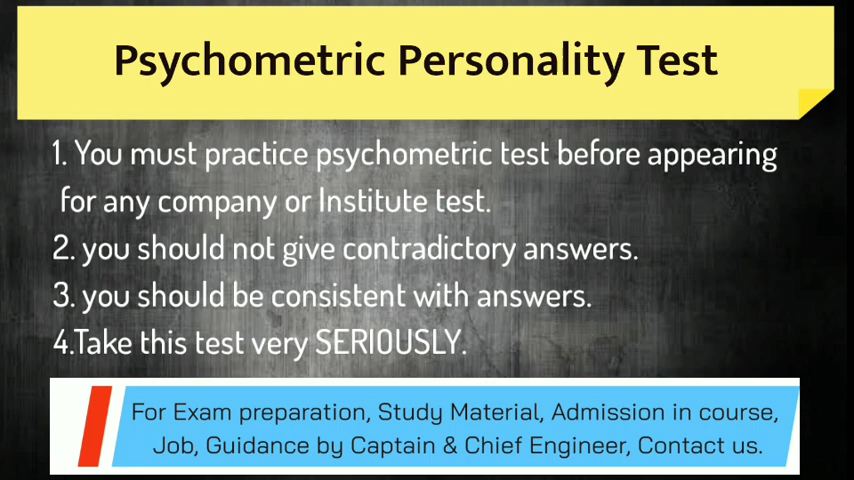 Psychometric Personality Test
1. You must practice psychometric test before appearing
for any company or Institute test.
2. you should not give contradictory answers.
3. you should be consistent with answers.
4.Take this test very SERIOUSLY.
For Exam preparation, Study Material, Admission in course,
Job, Guidance by Captain & Chief Engineer, Contact us.